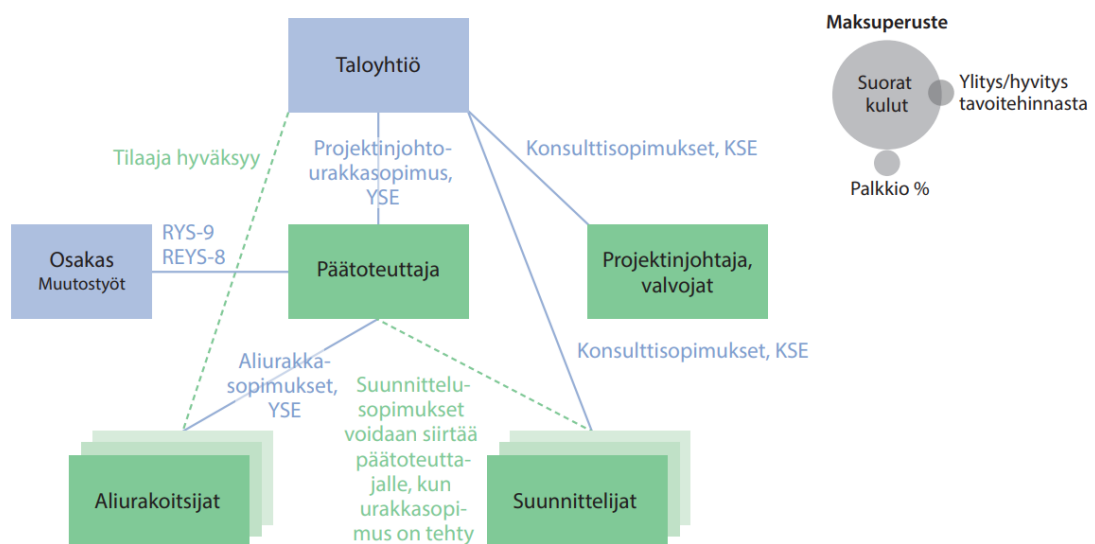 Maksuperuste
Taloyhtiö
Suorat
kulut
Ylitys/hyvitys
tavoitehinnasta
Palkkio %
Tilaaja hyväksyy
Projektinjohto-
urakkasopimus,
YSE
Konsulttisopimukset, KSE
Osakas
Muutostyöt
RYS-9
REYS-8
Päätoteuttaja
Projektinjohtaja,
valvojat
Aliurakka-
sopimukset,
YSE
Suunnittelu-
sopimukset
voidaan siirtää
päätoteutta-
jalle, kun
urakkasopi-
mus on tehty
Konsulttisopimukset, KSE
Aliurakoitsijat
Suunnittelijat